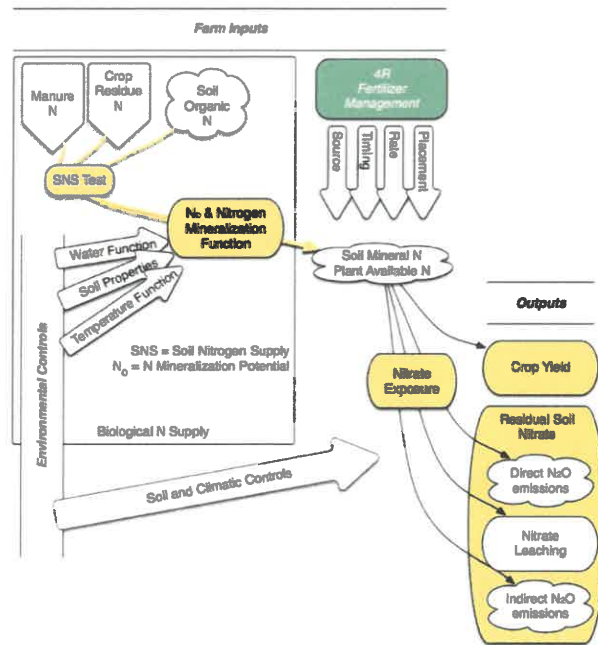 Farm Inputs
Manure
N
Crop
Residue
N
Soil
Organic
N
4R
Fertilizer
Management
Source
Timing
Rate
Placement
SNS Test
N₀ & Nitrogen
Mineralization
Function
Water Function
Soil Properties
Temperature Function
Soil Mineral N
Plant Available N
SNS = Soil Nitrogen Supply
N₀ = N Mineralization Potential
Environmental Controls
Biological N Supply
Soil and Climatic Controls
Nitrate
Exposure
Outputs
Crop Yield
Residual Soil
Nitrate
Direct N₂O
emissions
Nitrate
Leaching
Indirect N₂O
emissions